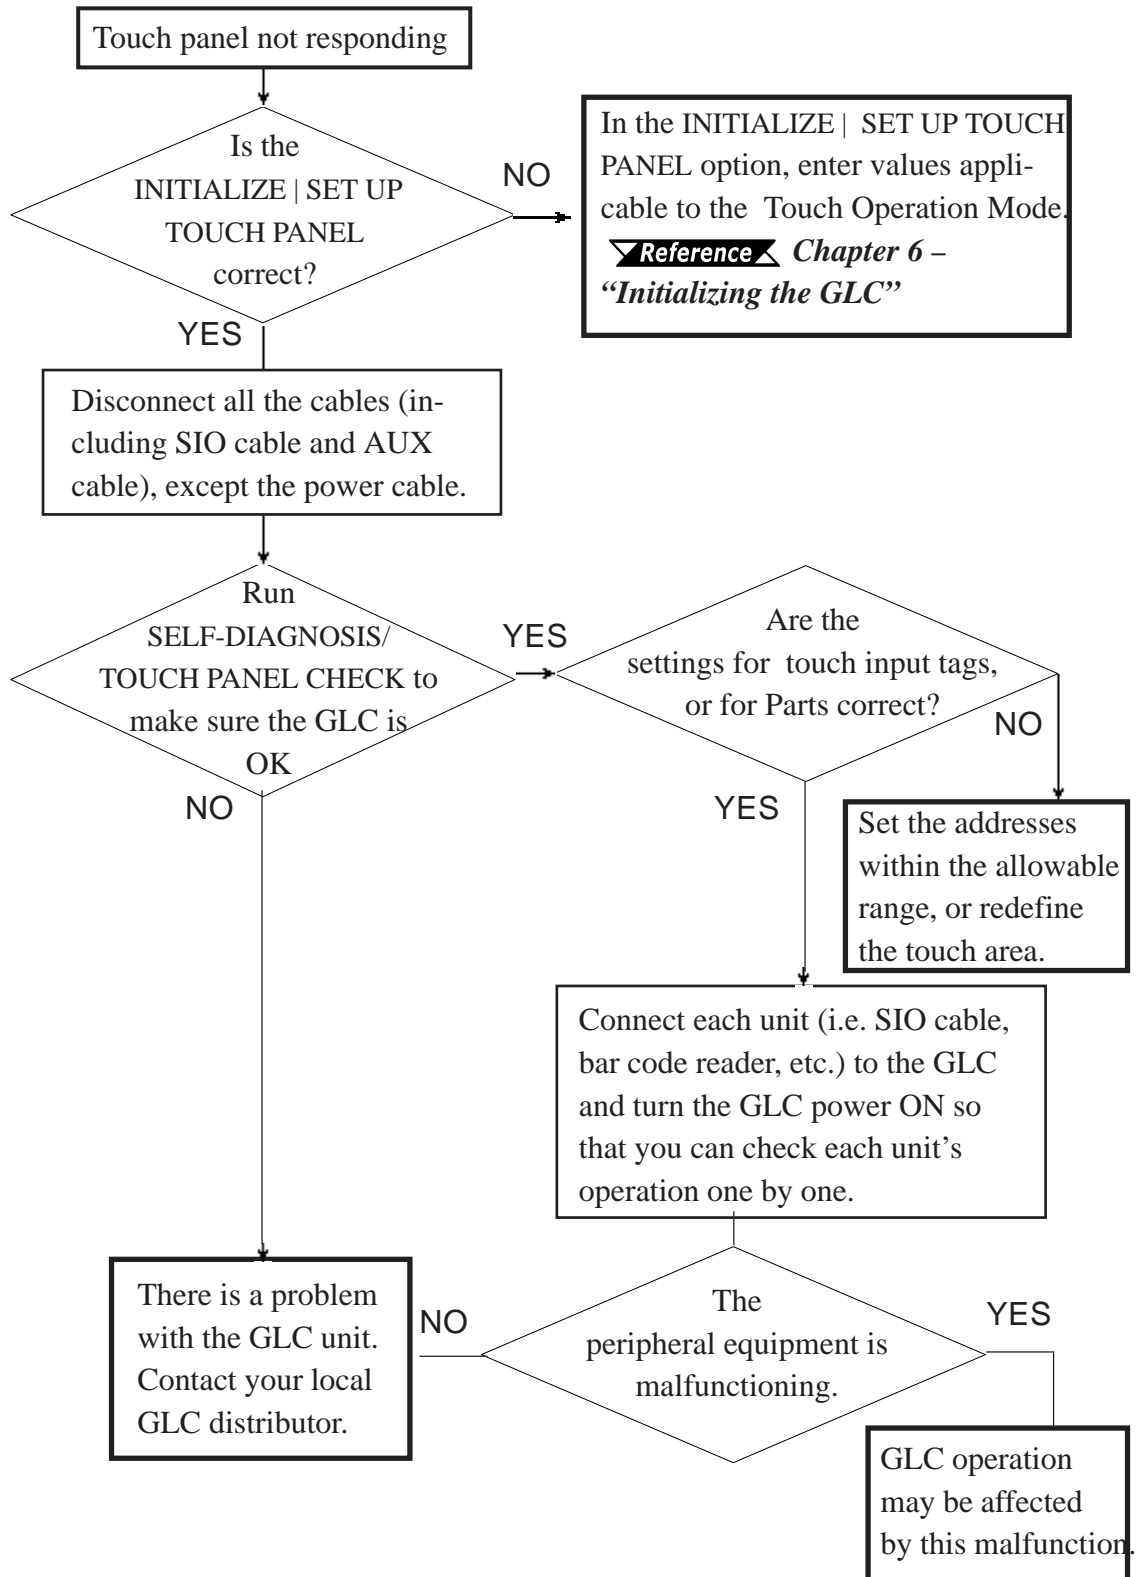 Touch panel not responding
Is the
INITIALIZE | SET UP
TOUCH PANEL
correct?
NO
In the INITIALIZE | SET UP TOUCH
PANEL option, enter values appli-
cable to the Touch Operation Mode.
Reference Chapter 6 –
“Initializing the GLC”
YES
Disconnect all the cables (in-
cluding SIO cable and AUX
cable), except the power cable.
Run
SELF-DIAGNOSIS/
TOUCH PANEL CHECK to
make sure the GLC is
OK
YES
NO
Are the
settings for touch input tags,
or for Parts correct?
NO
YES
Set the addresses
within the allowable
range, or redefine
the touch area.
Connect each unit (i.e. SIO cable,
bar code reader, etc.) to the GLC
and turn the GLC power ON so
that you can check each unit's
operation one by one.
There is a problem
with the GLC unit.
Contact your local
GLC distributor.
NO
The
peripheral equipment is
malfunctioning.
YES
GLC operation
may be affected
by this malfunction.